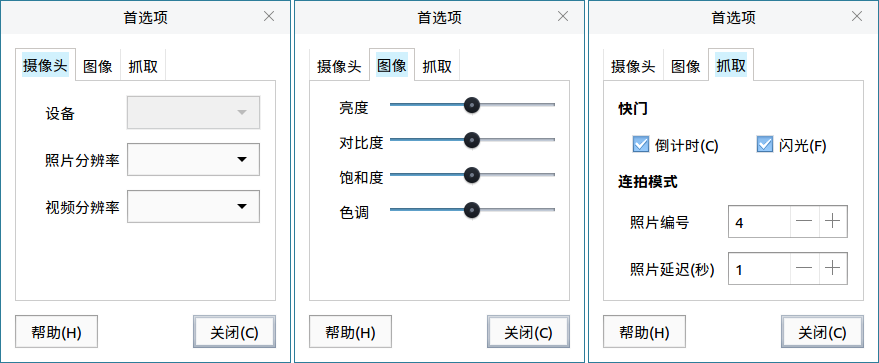 首选项
摄像头 图像 抓取
设备
照片分辨率
视频分辨率
帮助(H) 关闭(C)
首选项
摄像头 图像 抓取
亮度
对比度
饱和度
色调
帮助(H) 关闭(C)
首选项
摄像头 图像 抓取
快门
倒计时(C) 闪光(F)
连拍模式
照片编号 4
照片延迟(秒) 1
帮助(H) 关闭(C)